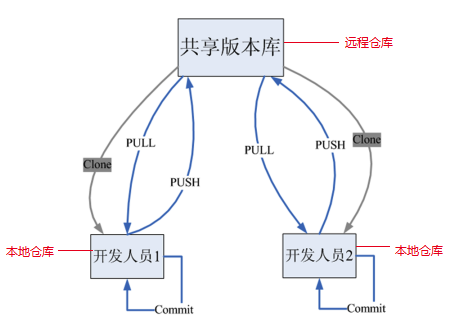 共享版本库
远程仓库
PULL
Clone
PUSH
PULL
PUSH
Clone
本地仓库
开发人员1
开发人员2
本地仓库
Commit
Commit